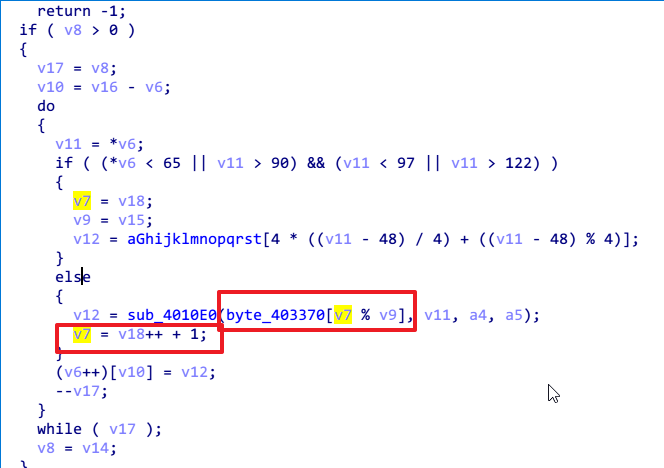 return -1;
if ( v8 > 0 )
{
v17 = v8;
v10 = v16 - v6;
do
{
v11 = *v6;
if ( (*v6 < 65 || v11 > 90) && (v11 < 97 || v11 > 122) )
{
v7 = v18;
v9 = v15;
v12 = aGhijklmnopqrst[4 * ((v11 - 48) / 4) + ((v11 - 48) % 4)];
}
else
{
v12 = sub_4010E0(byte_403370[v7 % v9], v11, a4, a5);
v7 = v18++ + 1;
}
(v6++)[v10] = v12;
--v17;
}
while ( v17 );
v8 = v14;
}